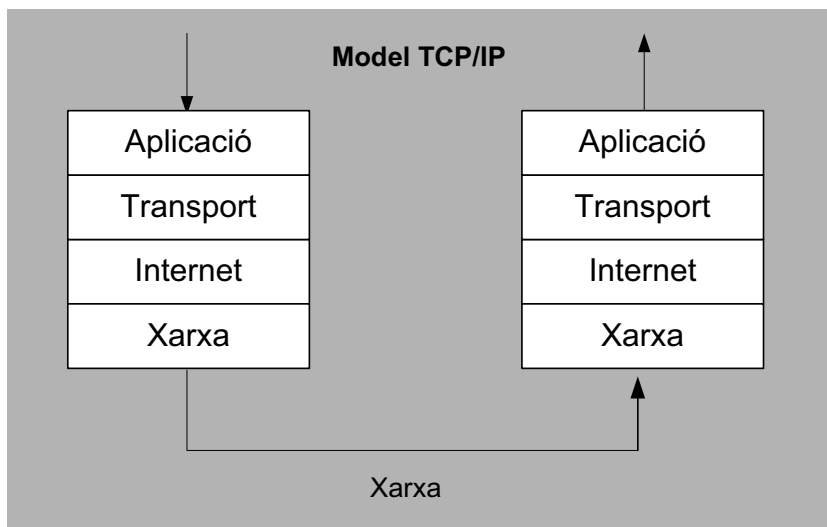 Model TCP/IP
Aplicació
Transport
Internet
Xarxa
Aplicació
Transport
Internet
Xarxa
Xarxa